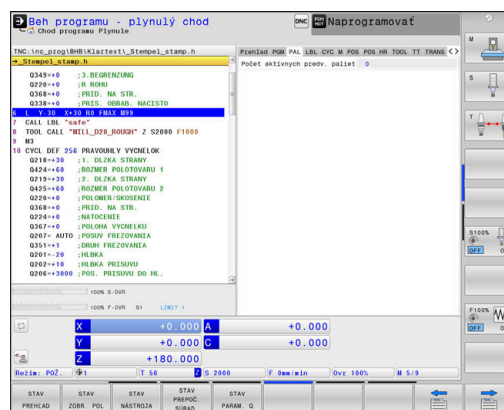 Beh programu - plynulý chod
Chod programu Plynule
DNC
PGM MGT
Naprogramovať
TNC:\nc_prog\BHB\Klartext\_Stempel_stamp.h
→_Stempel_stamp.h
Q349=+0 ;3.BEGRENZUNG
Q220=+0 ;R ROHU
Q368=+0 ;PRID. NA STR.
Q338=+0 ;PRIS. OBRAB. NACISTO
6 L Y-30 X+30 R0 FMAX M99
7 CALL LBL "safe"
8 TOOL CALL "MILL_D20_ROUGH" Z S2000 F1000
9 M3
10 CYCL DEF 256 PRAVOUHLY VYCNELOK
Q218=+30 ;1. DLZKA STRANY
Q424=+60 ;ROZMER POLOTOVARU 1
Q219=+30 ;2. DLZKA STRANY
Q425=+60 ;ROZMER POLOTOVARU 2
Q220=+0 ;POLOMER/SKOSENIE
Q368=+0 ;PRID. NA STR.
Q224=+0 ;NATOCENIE
Q367=+0 ;POLOHA VYCNELKU
Q207= AUTO ;POSUV FREZOVANIA
Q351=+1 ;DRUH FREZOVANIA
Q201=-20 ;HLBKA
Q202=+10 ;HLBKA PRISUVU
Q206=+3000 ;POS. PRISUVU DO HL.
Prehľad PGM PAL LBL CYC M POS POS HR TOOL TT TRANS
Počet aktívnych predv. paliet 0
100% S-OVR
100% F-OVR S1 LIMIT 1
X +0.000 A +0.000
Y +0.000 C +0.000
Z +180.000
Režim: POŽ. 1 T 50 Z S 2000 F 0mm/min Ovr 100% M 5/9
STAV PREHĽAD
STAV ZOBR. POL
STAV NÁSTROJA
STAV PREPOČ. SÚRAD.
STAV PARAM. Q
M
S
T
S100%
OFF
F100%
OFF